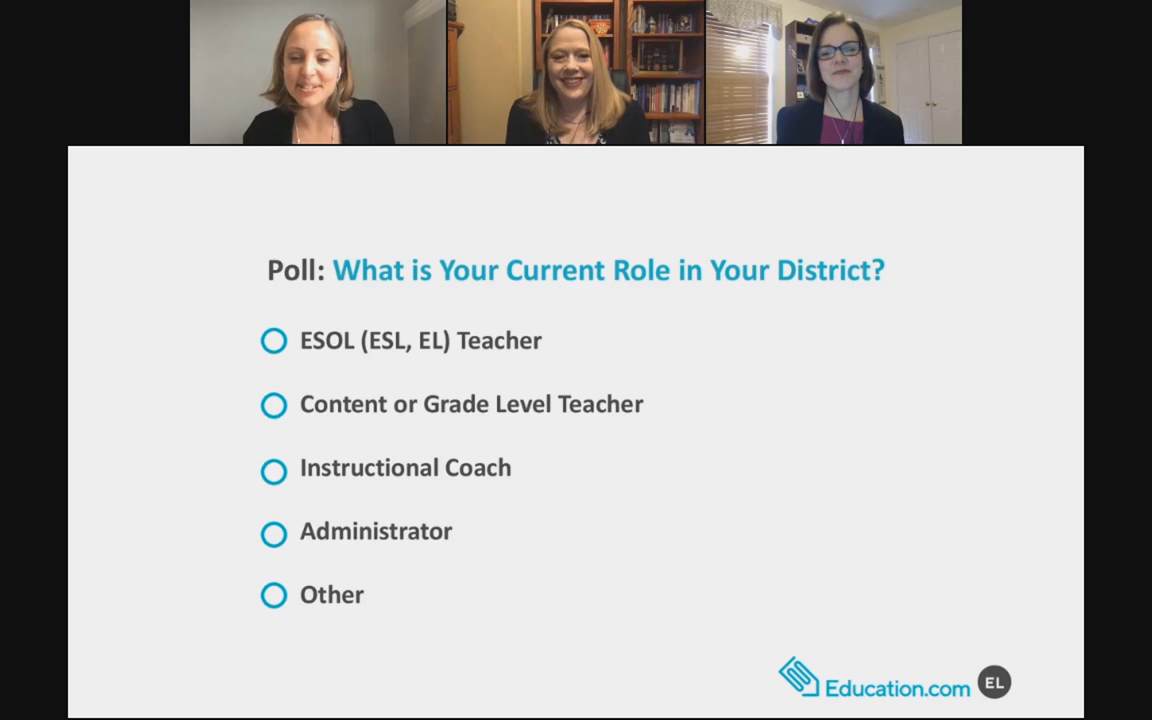 Poll: What is Your Current Role in Your District?
ESOL (ESL, EL) Teacher
Content or Grade Level Teacher
Instructional Coach
Administrator
Other
Education.com EL